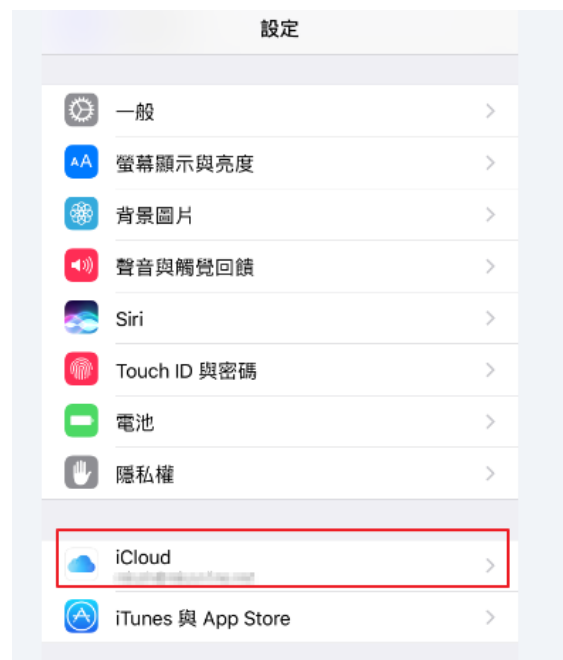 設定
一般
AA
螢幕顯示與亮度
背景圖片
聲音與觸覺回饋
Siri
Touch ID 與密碼
電池
隱私權
iCloud
iTunes 與 App Store